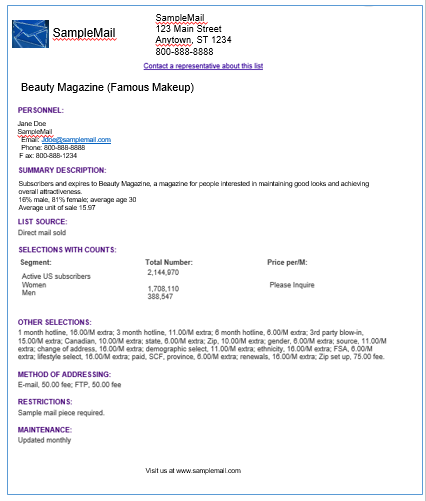 SampleMail
SampleMail
123 Main Street
Anytown, ST 1234
800-888-8888
Contact a representative about this list
Beauty Magazine (Famous Makeup)
PERSONNEL:
Jane Doe
SampleMail
Email: Jdoe@samplemail.com
Phone: 800-888-8888
F ax: 800-888-1234
SUMMARY DESCRIPTION:
Subscribers and expires to Beauty Magazine, a magazine for people interested in maintaining good looks and achieving
overall attractiveness.
16% male, 81% female; average age 30
Average unit of sale 15.97
LIST SOURCE:
Direct mail sold
SELECTIONS WITH COUNTS:
Segment: Total Number: Price per/M:
Active US subscribers 2,144,970
Women 1,708,110 Please Inquire
Men 388,547
OTHER SELECTIONS:
1 month hotline, 16.00/M extra; 3 month hotline, 11.00/M extra; 6 month hotline, 6.00/M extra; 3rd party blow-in,
15.00/M extra; Canadian, 10.00/M extra; state, 6.00/M extra; Zip, 10.00/M extra; gender, 6.00/M extra; source, 11.00/M
extra; change of address, 16.00/M extra; demographic select, 11.00/M extra; ethnicity, 16.00/M extra; FSA, 6.00/M
extra; lifestyle select, 16.00/M extra; paid, SCF, province, 6.00/M extra; renewals, 16.00/M extra; Zip set up, 75.00 fee.
METHOD OF ADDRESSING:
E-mail, 50.00 fee; FTP, 50.00 fee
RESTRICTIONS:
Sample mail piece required.
MAINTENANCE:
Updated monthly
Visit us at www.samplemail.com